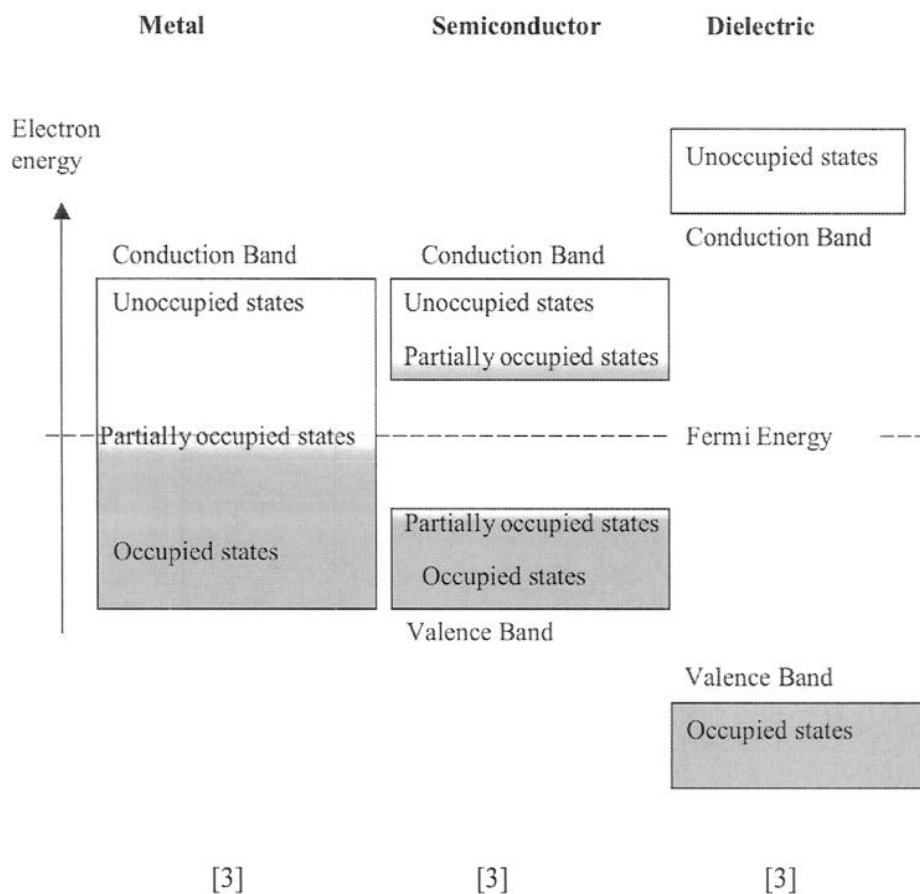 Metal
Semiconductor
Dielectric
Electron
energy
Unoccupied states
Conduction Band
Conduction Band
Conduction Band
Unoccupied states
Unoccupied states
Partially occupied states
Partially occupied states
Fermi Energy
Partially occupied states
Occupied states
Occupied states
Valence Band
Valence Band
Occupied states
[3]
[3]
[3]